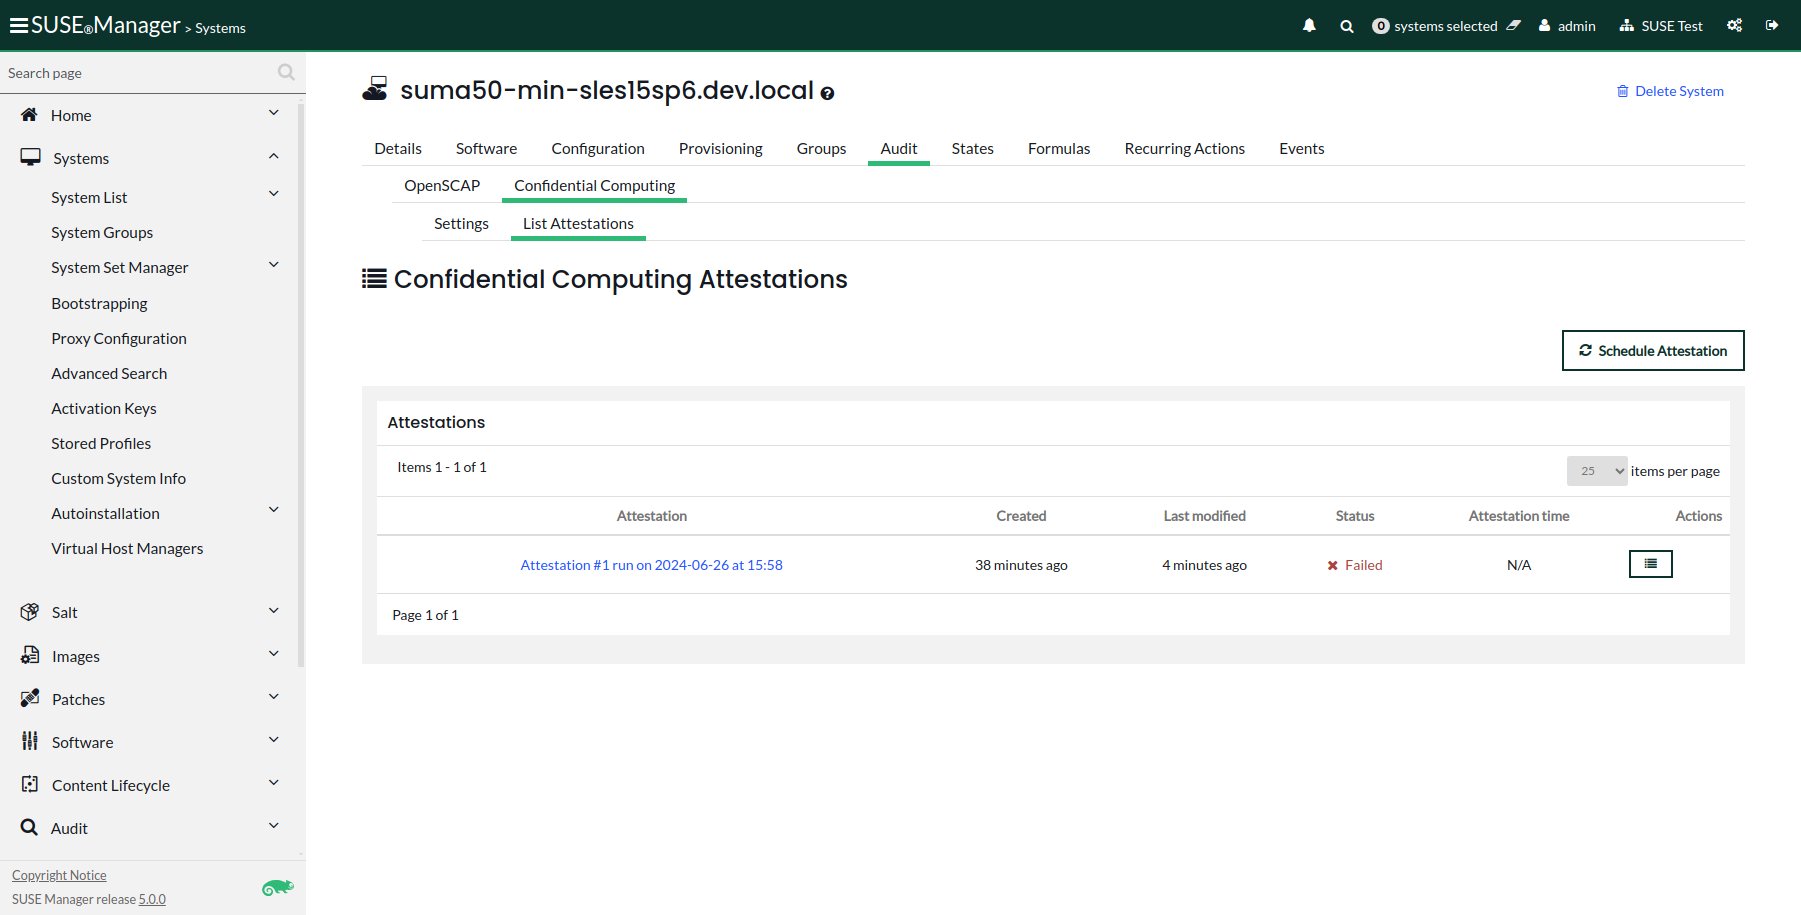 SUSE®Manager > Systems
0 systems selected admin SUSE Test
Search page
Home
Systems
System List
System Groups
System Set Manager
Bootstrapping
Proxy Configuration
Advanced Search
Activation Keys
Stored Profiles
Custom System Info
Autoinstallation
Virtual Host Managers
Salt
Images
Patches
Software
Content Lifecycle
Audit
Copyright Notice
SUSE Manager release 5.0.0
suma50-min-sles15sp6.dev.local ?
Delete System
Details Software Configuration Provisioning Groups Audit States Formulas Recurring Actions Events
OpenSCAP Confidential Computing
Settings List Attestations
Confidential Computing Attestations
Schedule Attestation
Attestations
Items 1 - 1 of 1
25 items per page
Attestation Created Last modified Status Attestation time Actions
Attestation #1 run on 2024-06-26 at 15:58 38 minutes ago 4 minutes ago Failed N/A
Page 1 of 1